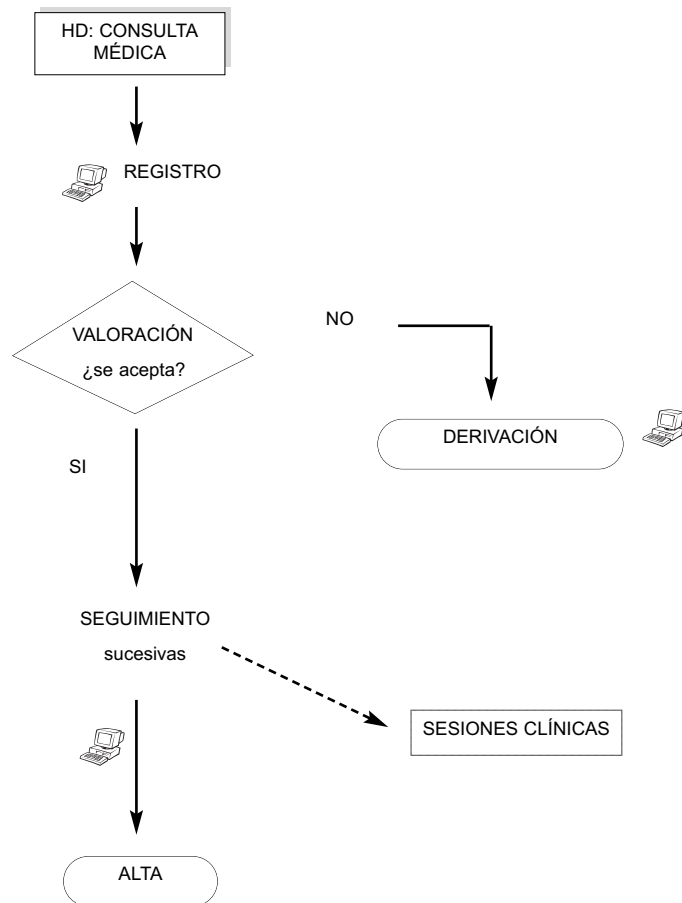 HD: CONSULTA
MÉDICA
REGISTRO
VALORACIÓN
¿se acepta?
NO
DERIVACIÓN
SI
SEGUIMIENTO
sucesivas
SESIONES CLÍNICAS
ALTA